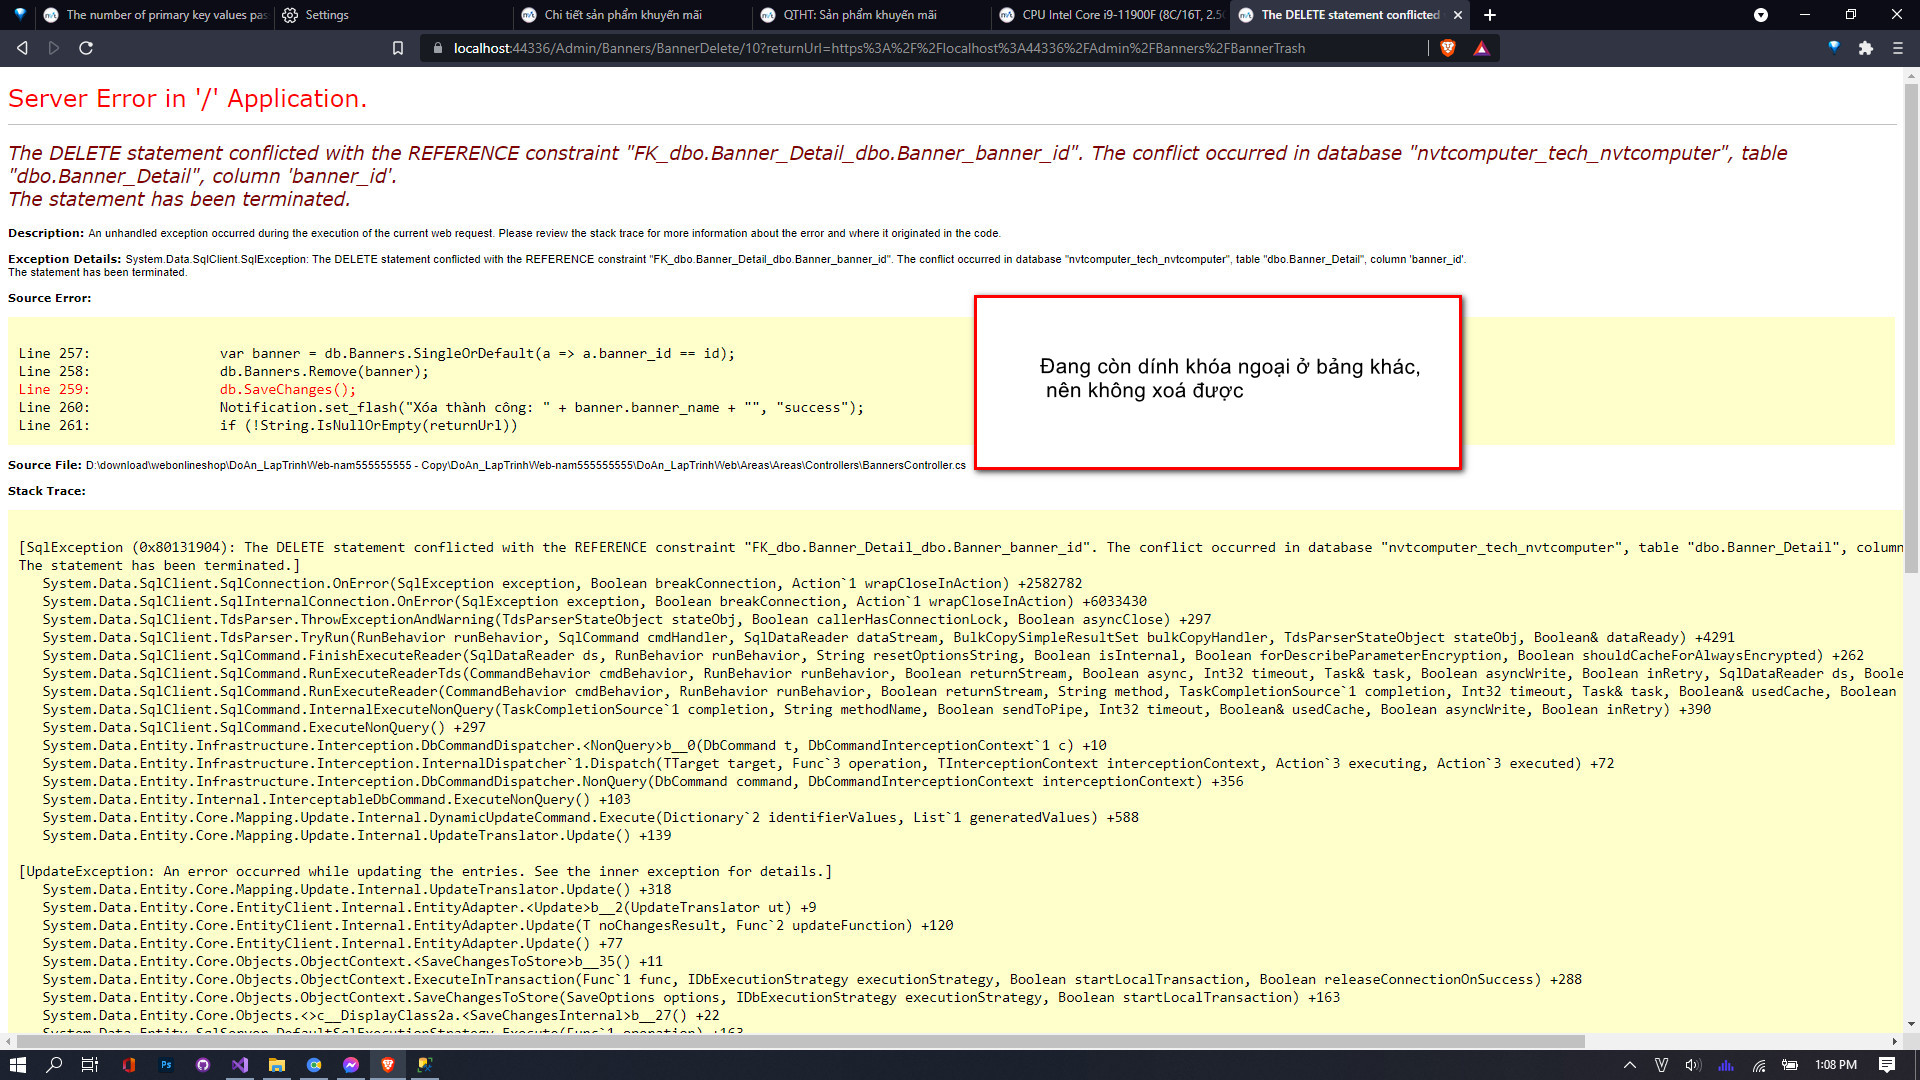 The number of primary key values pas
Settings
Chi tiết sản phẩm khuyến mãi
QTHT: Sản phẩm khuyến mãi
CPU Intel Core i9-11900F (8C/16T, 2.50
The DELETE statement conflicted
localhost:44336/Admin/Banners/BannerDelete/10?returnUrl=https%3A%2F%2Flocalhost%3A44336%2FAdmin%2FBanners%2FBannerTrash
Server Error in '/' Application.
The DELETE statement conflicted with the REFERENCE constraint "FK_dbo.Banner_Detail_dbo.Banner_banner_id". The conflict occurred in database "nvtcomputer_tech_nvtcomputer", table
"dbo.Banner_Detail", column 'banner_id'.
The statement has been terminated.
Description: An unhandled exception occurred during the execution of the current web request. Please review the stack trace for more information about the error and where it originated in the code.
Exception Details: System.Data.SqlClient.SqlException: The DELETE statement conflicted with the REFERENCE constraint "FK_dbo.Banner_Detail_dbo.Banner_banner_id". The conflict occurred in database "nvtcomputer_tech_nvtcomputer", table "dbo.Banner_Detail", column 'banner_id'.
The statement has been terminated.
Source Error:
Line 257: var banner = db.Banners.SingleOrDefault(a => a.banner_id == id);
Line 258: db.Banners.Remove(banner);
Line 259: db.SaveChanges();
Line 260: Notification.set_flash("Xóa thành công: " + banner.banner_name + "", "success");
Line 261: if (!String.IsNullOrEmpty(returnUrl))
Đang còn dính khóa ngoại ở bảng khác,
nên không xoá được
Source File: D:\download\webonlineshop\DoAn_LapTrinhWeb-nam555555555 - Copy\DoAn_LapTrinhWeb-nam555555555\DoAn_LapTrinhWeb\Areas\Areas\Controllers\BannersController.cs
Stack Trace:
[SqlException (0x80131904): The DELETE statement conflicted with the REFERENCE constraint "FK_dbo.Banner_Detail_dbo.Banner_banner_id". The conflict occurred in database "nvtcomputer_tech_nvtcomputer", table "dbo.Banner_Detail", column
The statement has been terminated.]
System.Data.SqlClient.SqlConnection.OnError(SqlException exception, Boolean breakConnection, Action`1 wrapCloseInAction) +2582782
System.Data.SqlClient.SqlInternalConnection.OnError(SqlException exception, Boolean breakConnection, Action`1 wrapCloseInAction) +6033430
System.Data.SqlClient.TdsParser.ThrowExceptionAndWarning(TdsParserStateObject stateObj, Boolean callerHasConnectionLock, Boolean asyncClose) +297
System.Data.SqlClient.TdsParser.TryRun(RunBehavior runBehavior, SqlCommand cmdHandler, SqlDataReader dataStream, BulkCopySimpleResultSet bulkCopyHandler, TdsParserStateObject stateObj, Boolean& dataReady) +4291
System.Data.SqlClient.SqlCommand.FinishExecuteReader(SqlDataReader ds, RunBehavior runBehavior, String resetOptionsString, Boolean isInternal, Boolean forDescribeParameterEncryption, Boolean shouldCacheForAlwaysEncrypted) +262
System.Data.SqlClient.SqlCommand.RunExecuteReaderTds(CommandBehavior cmdBehavior, RunBehavior runBehavior, Boolean returnStream, Boolean async, Int32 timeout, Task& task, Boolean asyncWrite, Boolean inRetry, SqlDataReader ds, Boole
System.Data.SqlClient.SqlCommand.RunExecuteReader(CommandBehavior cmdBehavior, RunBehavior runBehavior, Boolean returnStream, String method, TaskCompletionSource`1 completion, Int32 timeout, Task& task, Boolean& usedCache, Boolean
System.Data.SqlClient.SqlCommand.InternalExecuteNonQuery(TaskCompletionSource`1 completion, String methodName, Boolean sendToPipe, Int32 timeout, Boolean& usedCache, Boolean asyncWrite, Boolean inRetry) +390
System.Data.SqlClient.SqlCommand.ExecuteNonQuery() +297
System.Data.Entity.Infrastructure.Interception.DbCommandDispatcher.<NonQuery>b__0(DbCommand t, DbCommandInterceptionContext`1 c) +10
System.Data.Entity.Infrastructure.Interception.InternalDispatcher`1.Dispatch(TTarget target, Func`3 operation, TInterceptionContext interceptionContext, Action`3 executing, Action`3 executed) +72
System.Data.Entity.Infrastructure.Interception.DbCommandDispatcher.NonQuery(DbCommand command, DbCommandInterceptionContext interceptionContext) +356
System.Data.Entity.Internal.InterceptableDbCommand.ExecuteNonQuery() +103
System.Data.Entity.Core.Mapping.Update.Internal.DynamicUpdateCommand.Execute(Dictionary`2 identifierValues, List`1 generatedValues) +588
System.Data.Entity.Core.Mapping.Update.Internal.UpdateTranslator.Update() +139
[UpdateException: An error occurred while updating the entries. See the inner exception for details.]
System.Data.Entity.Core.Mapping.Update.Internal.UpdateTranslator.Update() +318
System.Data.Entity.Core.EntityClient.Internal.EntityAdapter.<Update>b__2(UpdateTranslator ut) +9
System.Data.Entity.Core.EntityClient.Internal.EntityAdapter.Update(T noChangesResult, Func`2 updateFunction) +120
System.Data.Entity.Core.EntityClient.Internal.EntityAdapter.Update() +77
System.Data.Entity.Core.Objects.ObjectContext.<SaveChangesToStore>b__35() +11
System.Data.Entity.Core.Objects.ObjectContext.ExecuteInTransaction(Func`1 func, IDbExecutionStrategy executionStrategy, Boolean startLocalTransaction, Boolean releaseConnectionOnSuccess) +288
System.Data.Entity.Core.Objects.ObjectContext.SaveChangesToStore(SaveOptions options, IDbExecutionStrategy executionStrategy, Boolean startLocalTransaction) +163
System.Data.Entity.Core.Objects.<>c__DisplayClass2a.<SaveChangesInternal>b__27() +22
System.Data.Entity.SqlServer.DefaultSqlExecutionStrategy.Execute(Func`1 operation) +163
Ps
1:08 PM